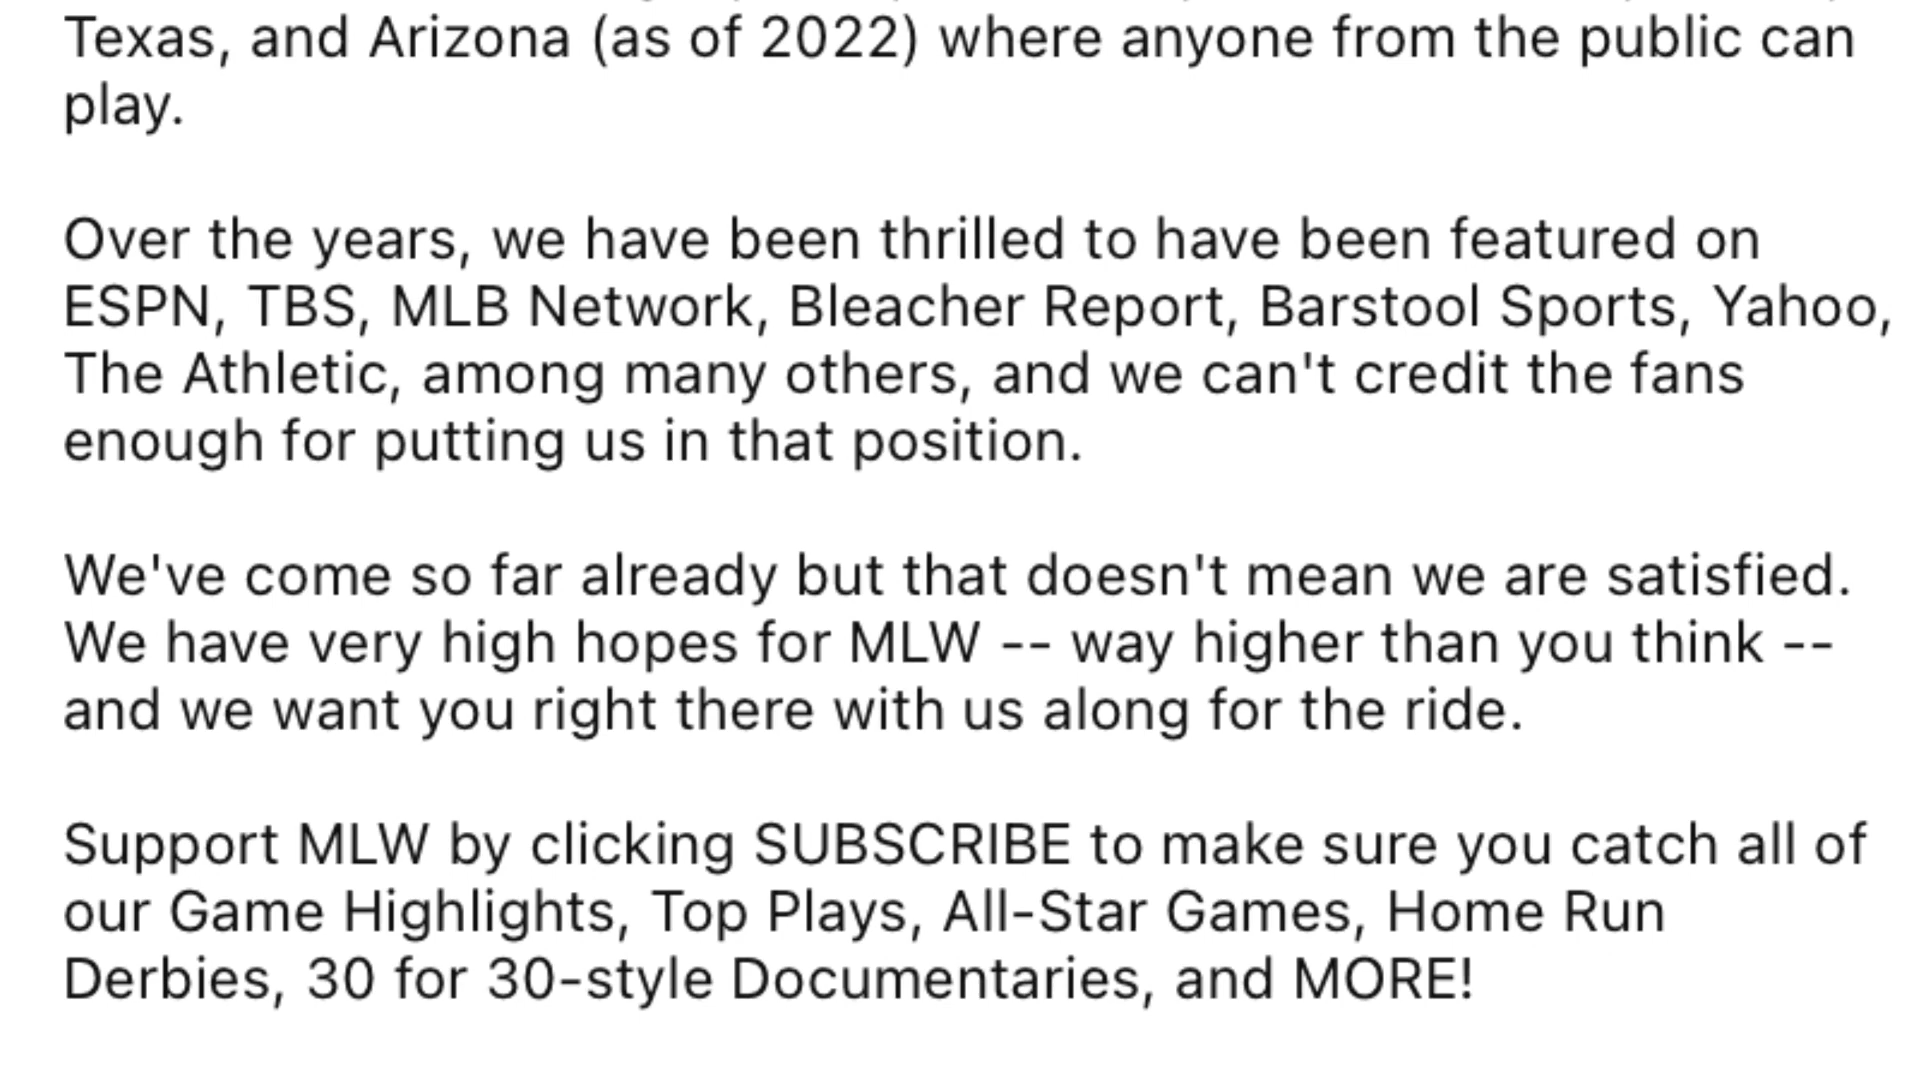 Texas, and Arizona (as of 2022) where anyone from the public can
play.
Over the years, we have been thrilled to have been featured on
ESPN, TBS, MLB Network, Bleacher Report, Barstool Sports, Yahoo,
The Athletic, among many others, and we can't credit the fans
enough for putting us in that position.
We've come so far already but that doesn't mean we are satisfied.
We have very high hopes for MLW -- way higher than you think --
and we want you right there with us along for the ride.
Support MLW by clicking SUBSCRIBE to make sure you catch all of
our Game Highlights, Top Plays, All-Star Games, Home Run
Derbies, 30 for 30-style Documentaries, and MORE!